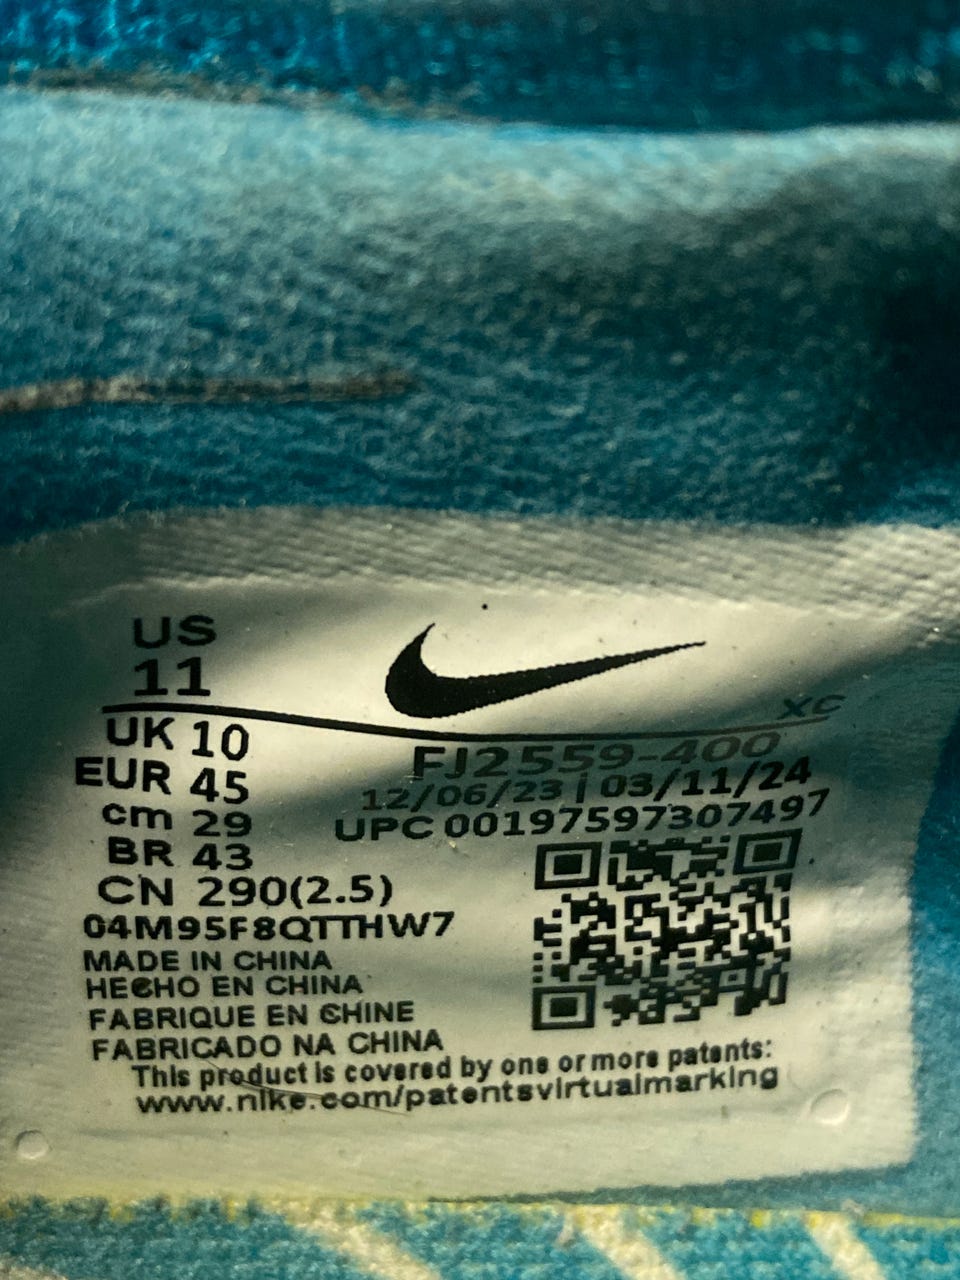 US
11
XC
UK 10
FJ2559-400
EUR 45
12/06/23 | 03/11/24
cm 29
UPC 00197597307497
BR 43
CN 290(2.5)
04M95F8QTTHW7
MADE IN CHINA
HECHO EN CHINA
FABRIQUE EN CHINE
FABRICADO NA CHINA
This product is covered by one or more patents:
www.nike.com/patentsvirtualmarking